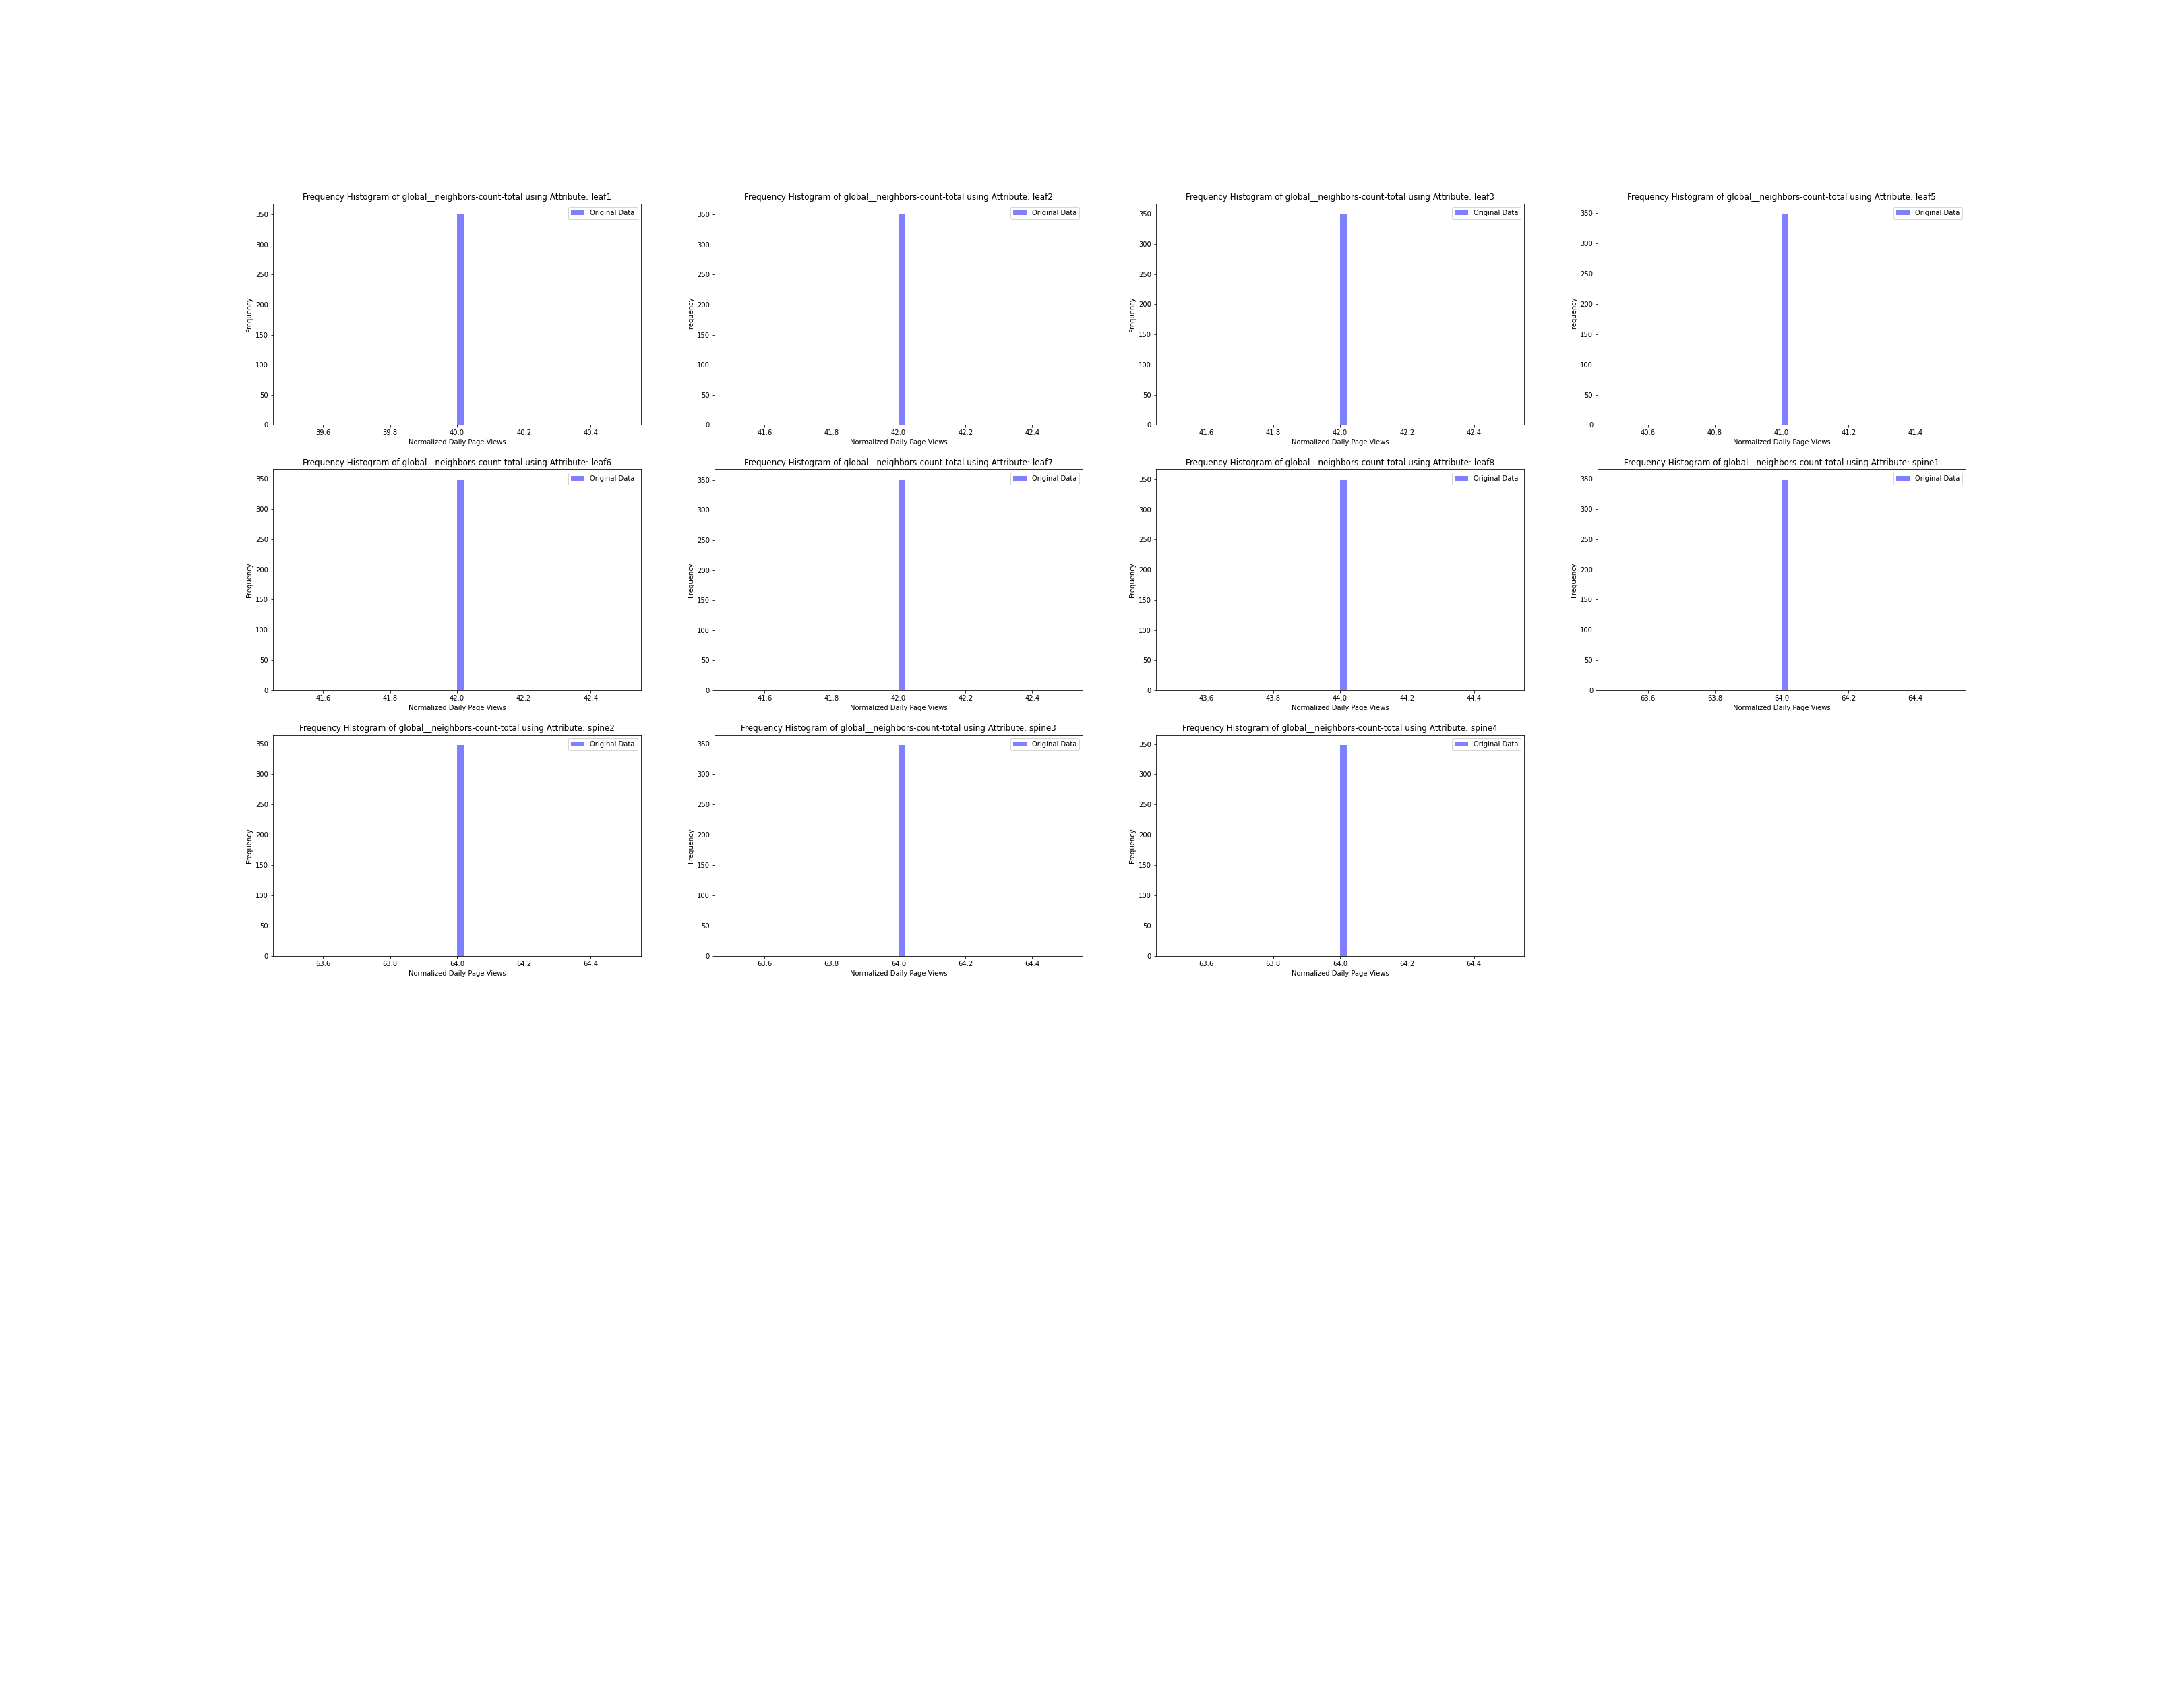 Frequency Histogram of global__neighbors-count-total using Attribute: leaf1
Original Data
350
300
250
200
150
100
50
0
Frequency
39.6 39.8 40.0 40.2 40.4
Normalized Daily Page Views
Frequency Histogram of global__neighbors-count-total using Attribute: leaf2
Original Data
350
300
250
200
150
100
50
0
Frequency
41.6 41.8 42.0 42.2 42.4
Normalized Daily Page Views
Frequency Histogram of global__neighbors-count-total using Attribute: leaf3
Original Data
350
300
250
200
150
100
50
0
Frequency
41.6 41.8 42.0 42.2 42.4
Normalized Daily Page Views
Frequency Histogram of global__neighbors-count-total using Attribute: leaf5
Original Data
350
300
250
200
150
100
50
0
Frequency
40.6 40.8 41.0 41.2 41.4
Normalized Daily Page Views
Frequency Histogram of global__neighbors-count-total using Attribute: leaf6
Original Data
350
300
250
200
150
100
50
0
Frequency
41.6 41.8 42.0 42.2 42.4
Normalized Daily Page Views
Frequency Histogram of global__neighbors-count-total using Attribute: leaf7
Original Data
350
300
250
200
150
100
50
0
Frequency
41.6 41.8 42.0 42.2 42.4
Normalized Daily Page Views
Frequency Histogram of global__neighbors-count-total using Attribute: leaf8
Original Data
350
300
250
200
150
100
50
0
Frequency
43.6 43.8 44.0 44.2 44.4
Normalized Daily Page Views
Frequency Histogram of global__neighbors-count-total using Attribute: spine1
Original Data
350
300
250
200
150
100
50
0
Frequency
63.6 63.8 64.0 64.2 64.4
Normalized Daily Page Views
Frequency Histogram of global__neighbors-count-total using Attribute: spine2
Original Data
350
300
250
200
150
100
50
0
Frequency
63.6 63.8 64.0 64.2 64.4
Normalized Daily Page Views
Frequency Histogram of global__neighbors-count-total using Attribute: spine3
Original Data
350
300
250
200
150
100
50
0
Frequency
63.6 63.8 64.0 64.2 64.4
Normalized Daily Page Views
Frequency Histogram of global__neighbors-count-total using Attribute: spine4
Original Data
350
300
250
200
150
100
50
0
Frequency
63.6 63.8 64.0 64.2 64.4
Normalized Daily Page Views